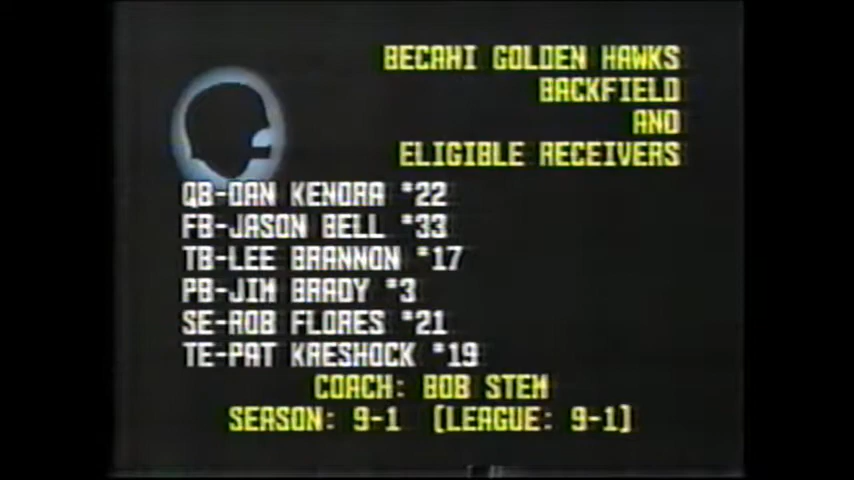 BECAHI GOLDEN HAWKS
BACKFIELD
AND
ELIGIBLE RECEIVERS
QB-DAN KENDRA *22
FB-JASON BELL *33
TB-LEE BRANNON *17
PB-JIM BRADY *3
SE-ROB FLORES *21
TE-PAT KRESHOCK *19
COACH: BOB STEM
SEASON: 9-1 (LEAGUE: 9-1)